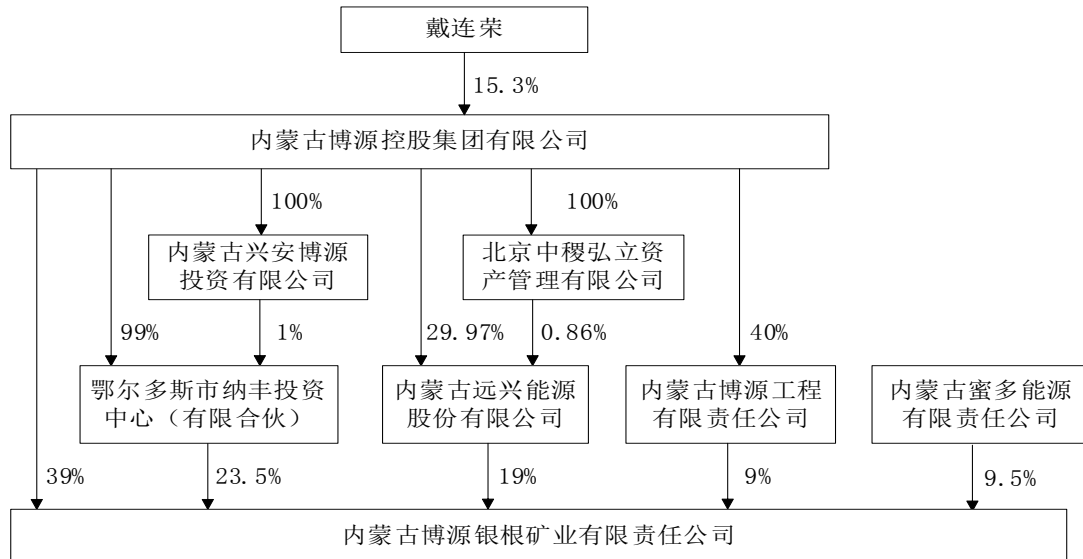 戴连荣
15.3%
内蒙古博源控股集团有限公司
100%
100%
内蒙古兴安博源
投资有限公司
北京中稷弘立资
产管理有限公司
99%
1%
29.97%
0.86%
40%
鄂尔多斯市纳丰投资
中心（有限合伙）
内蒙古远兴能源
股份有限公司
内蒙古博源工程
有限责任公司
内蒙古蜜多能源
有限责任公司
39%
23.5%
19%
9%
9.5%
内蒙古博源银根矿业有限责任公司